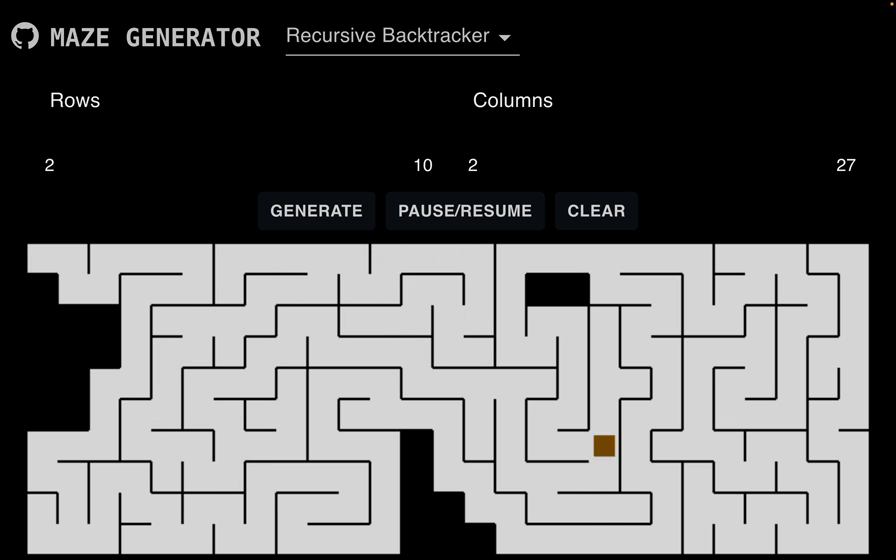 MAZE GENERATOR Recursive Backtracker
Rows Columns
2 10 2 27
GENERATE PAUSE/RESUME CLEAR